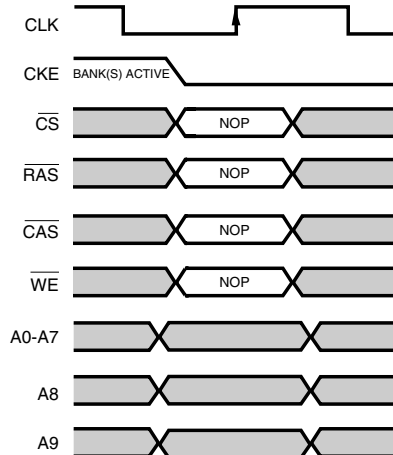 CLK
CKE BANK(S) ACTIVE
CS NOP
RAS NOP
CAS NOP
WE NOP
A0-A7
A8
A9